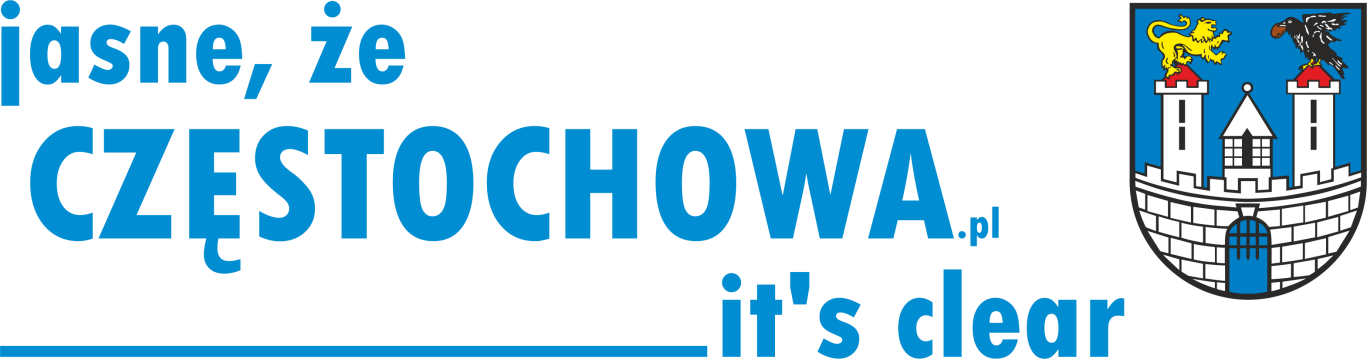 jasne, że
CZĘSTOCHOWA.pl
it's clear